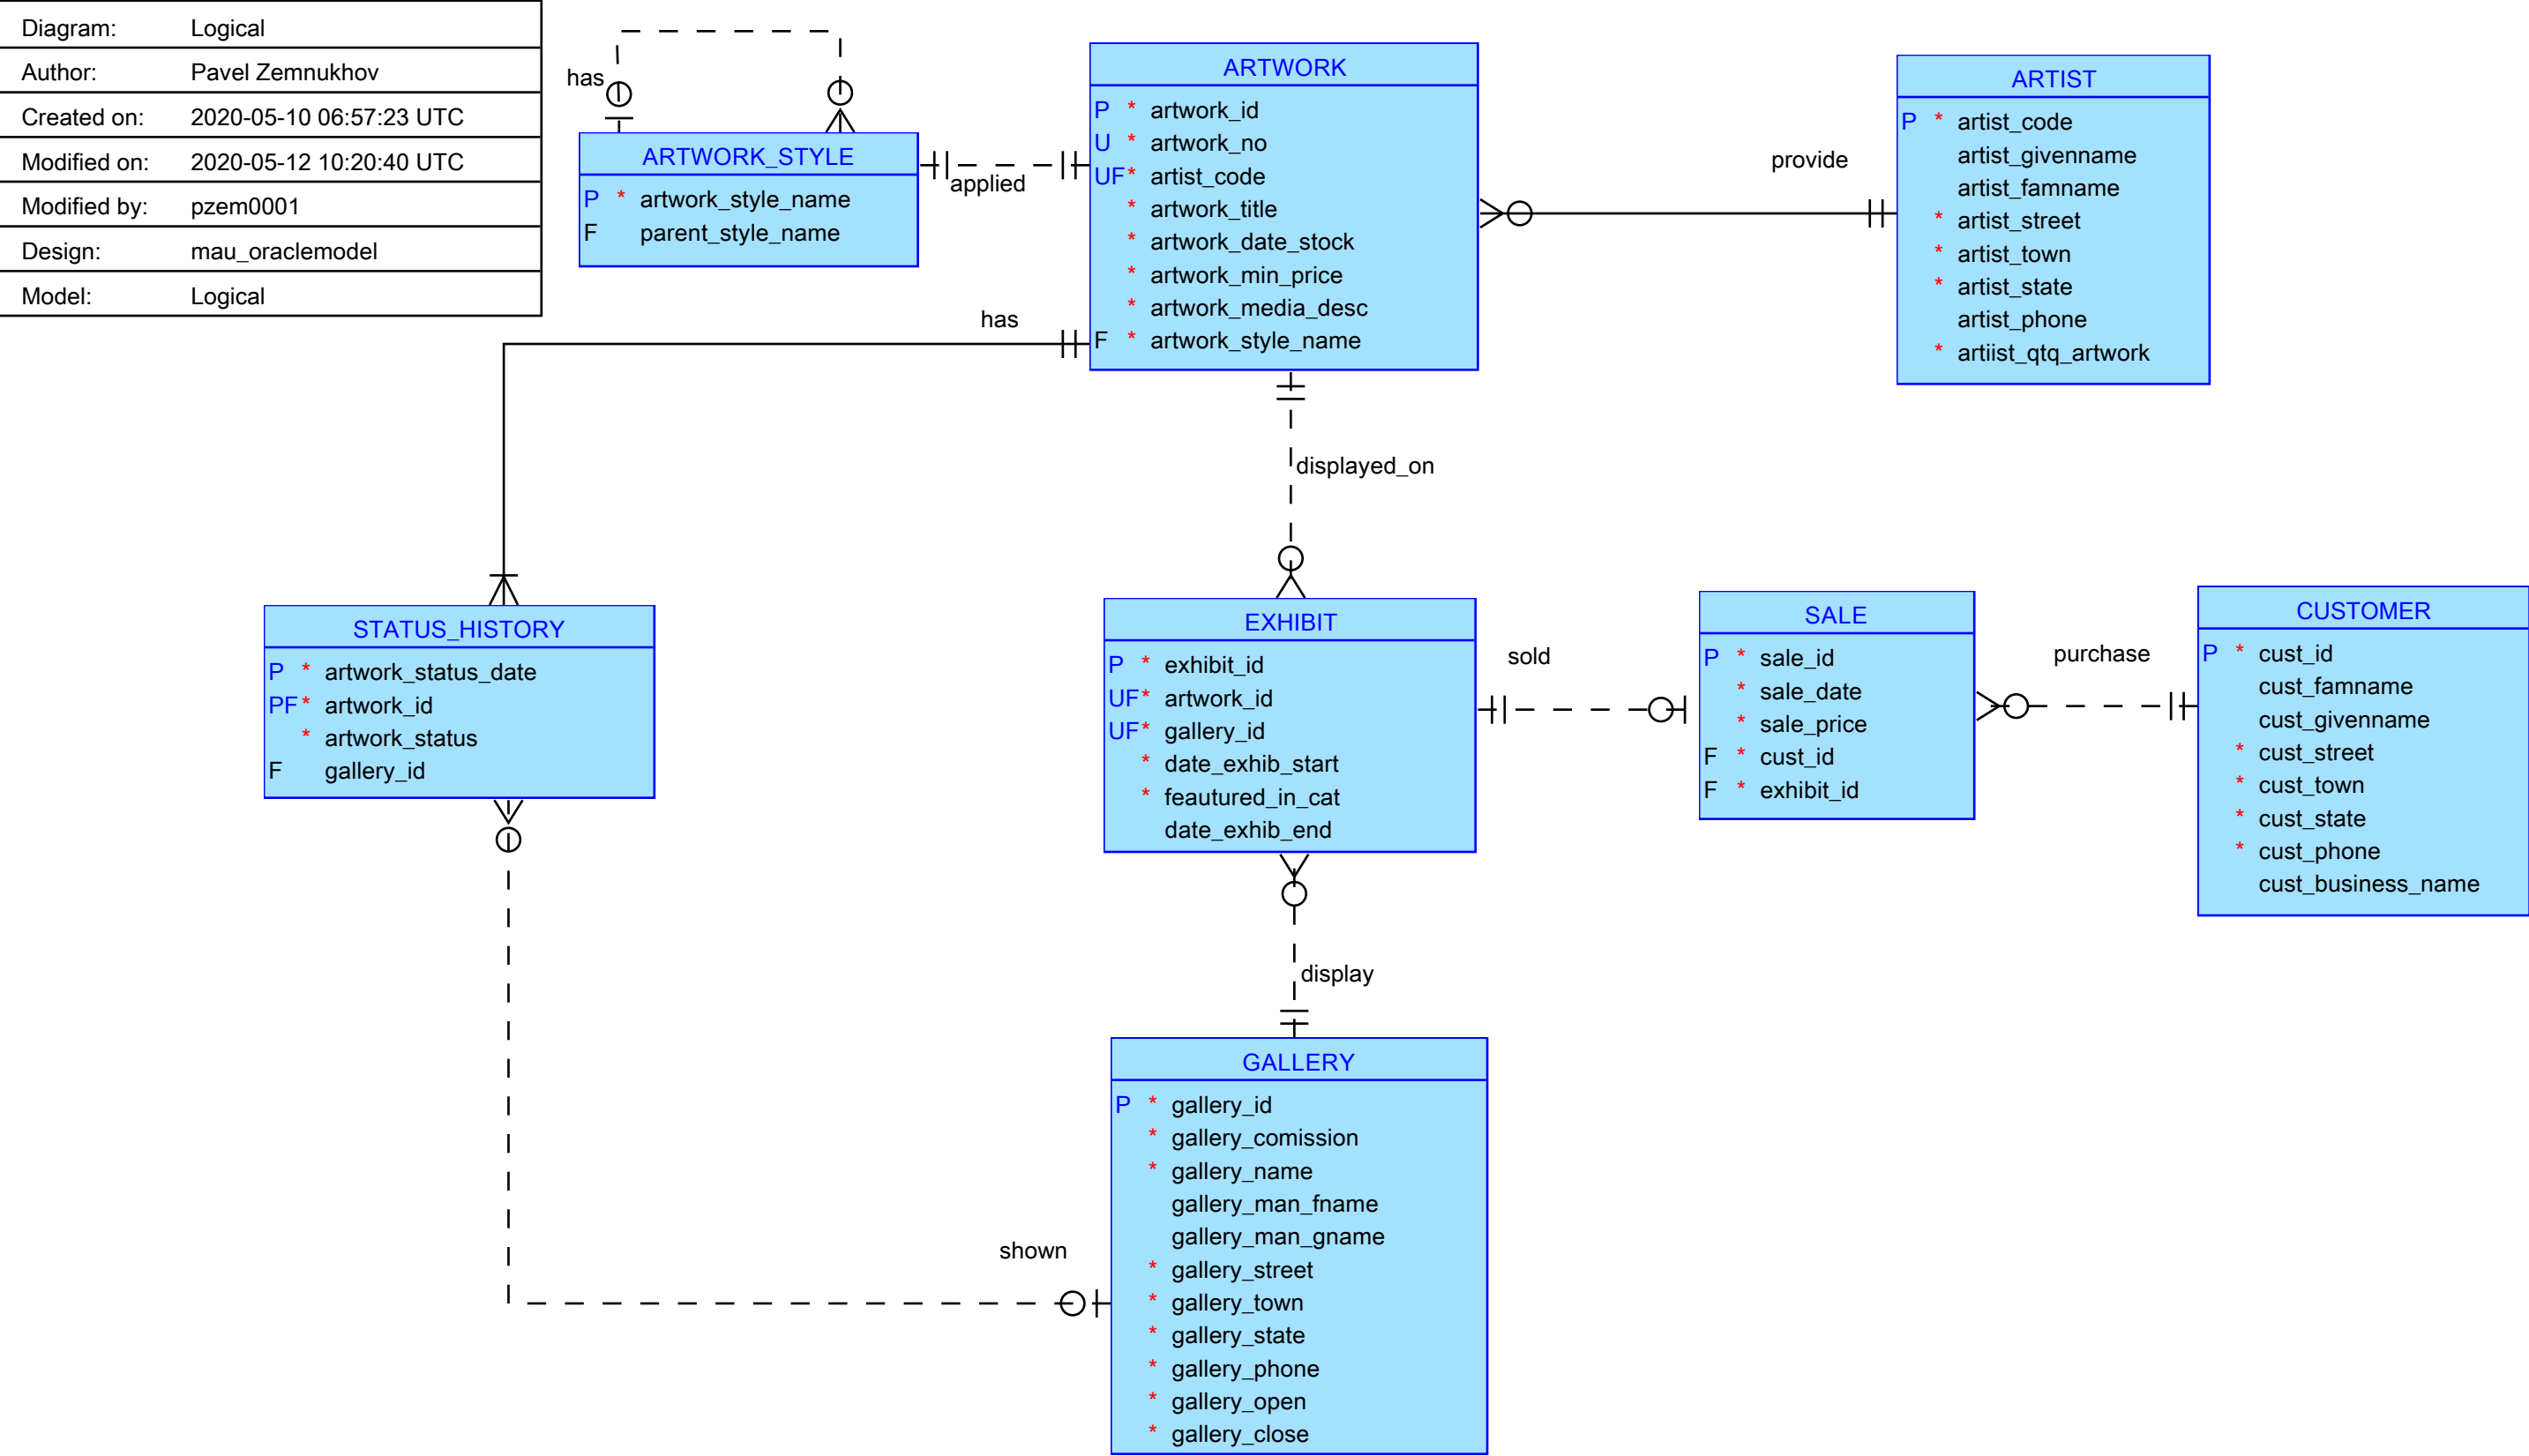 Diagram: Logical
Author: Pavel Zemnukhov
Created on: 2020-05-10 06:57:23 UTC
Modified on: 2020-05-12 10:20:40 UTC
Modified by: pzem0001
Design: mau_oraclemodel
Model: Logical
has
ARTWORK_STYLE
P * artwork_style_name
F parent_style_name
applied
ARTWORK
P * artwork_id
U * artwork_no
UF* artist_code
* artwork_title
* artwork_date_stock
* artwork_min_price
* artwork_media_desc
F * artwork_style_name
provide
ARTIST
P * artist_code
artist_givenname
artist_famname
* artist_street
* artist_town
* artist_state
artist_phone
* artiist_qtq_artwork
has
displayed_on
STATUS_HISTORY
P * artwork_status_date
PF* artwork_id
* artwork_status
F gallery_id
EXHIBIT
P * exhibit_id
UF* artwork_id
UF* gallery_id
* date_exhib_start
* feautured_in_cat
date_exhib_end
sold
SALE
P * sale_id
* sale_date
* sale_price
F * cust_id
F * exhibit_id
purchase
CUSTOMER
P * cust_id
cust_famname
cust_givenname
* cust_street
* cust_town
* cust_state
* cust_phone
cust_business_name
display
shown
GALLERY
P * gallery_id
* gallery_comission
* gallery_name
gallery_man_fname
gallery_man_gname
* gallery_street
* gallery_town
* gallery_state
* gallery_phone
* gallery_open
* gallery_close